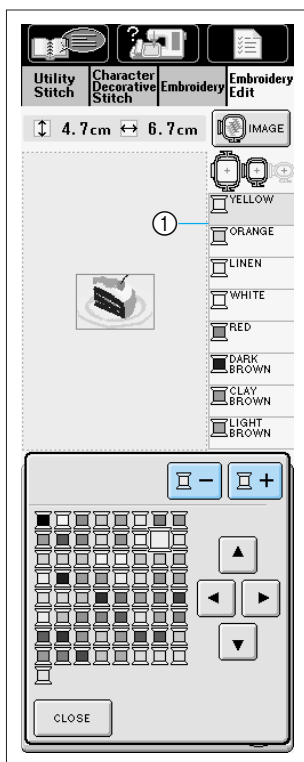 Utility
Stitch
Character
Decorative
Stitch
Embroidery
Embroidery
Edit
4.7cm ↔ 6.7cm
IMAGE
YELLOW
1
ORANGE
LINEN
WHITE
RED
DARK
BROWN
CLAY
BROWN
LIGHT
BROWN
− +
CLOSE